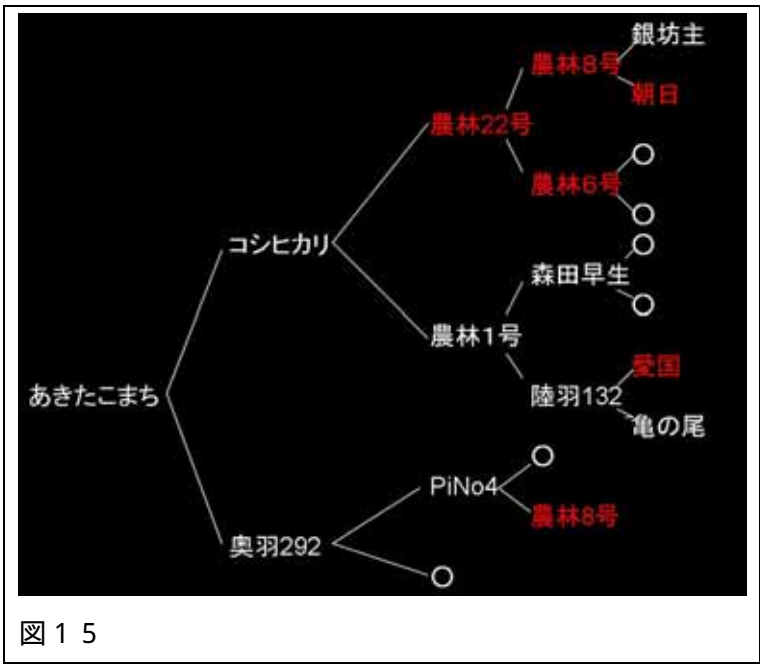 銀坊主
農林8号
朝日
農林22号
農林6号
コシヒカリ
森田早生
農林1号
愛国
あきたこまち
陸羽132
亀の尾
PiNo4
農林8号
奥羽292
図15